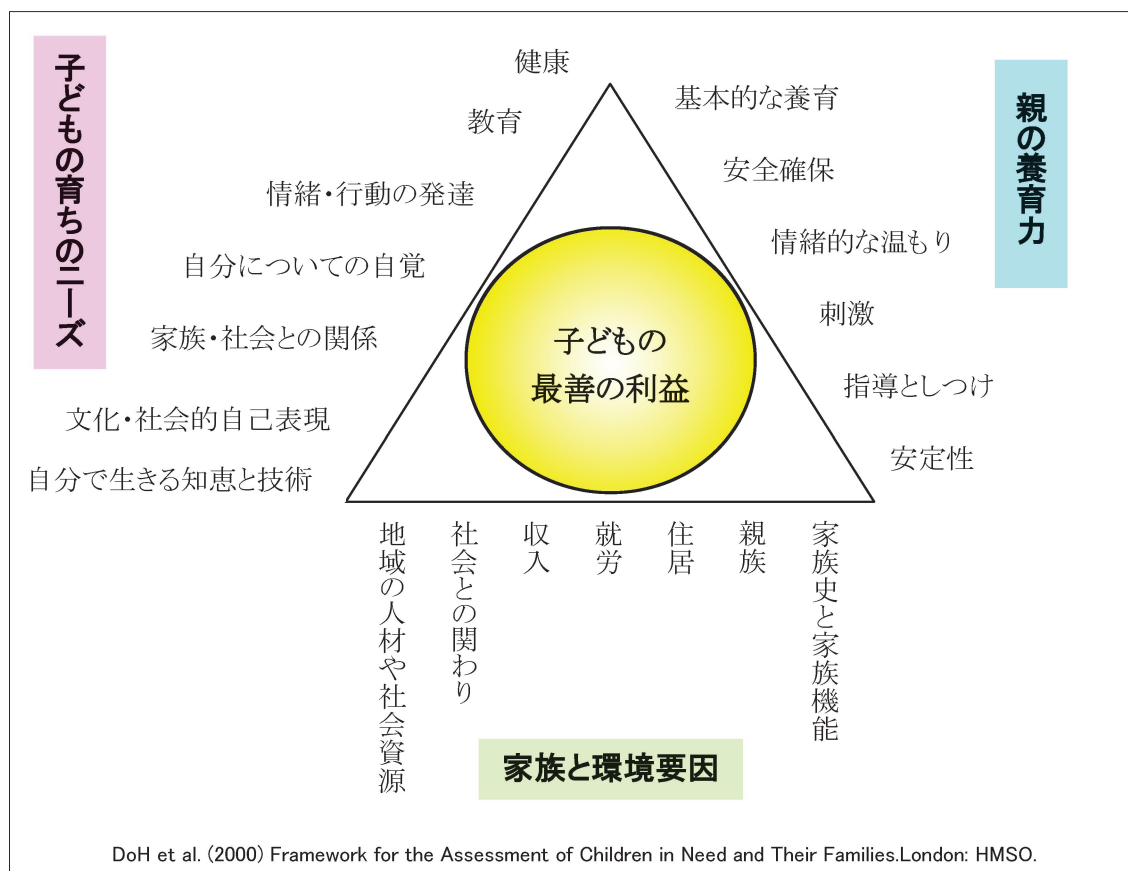 子どもの育ちのニーズ
健康
教育
情緒・行動の発達
自分についての自覚
家族・社会との関係
文化・社会的自己表現
自分で生きる知恵と技術
親の養育力
基本的な養育
安全確保
情緒的な温もり
刺激
指導としつけ
安定性
子どもの
最善の利益
地域の人材や社会資源
社会との関わり
収入
就労
住居
親族
家族史と家族機能
家族と環境要因
DoH et al. (2000) Framework for the Assessment of Children in Need and Their Families.London: HMSO.